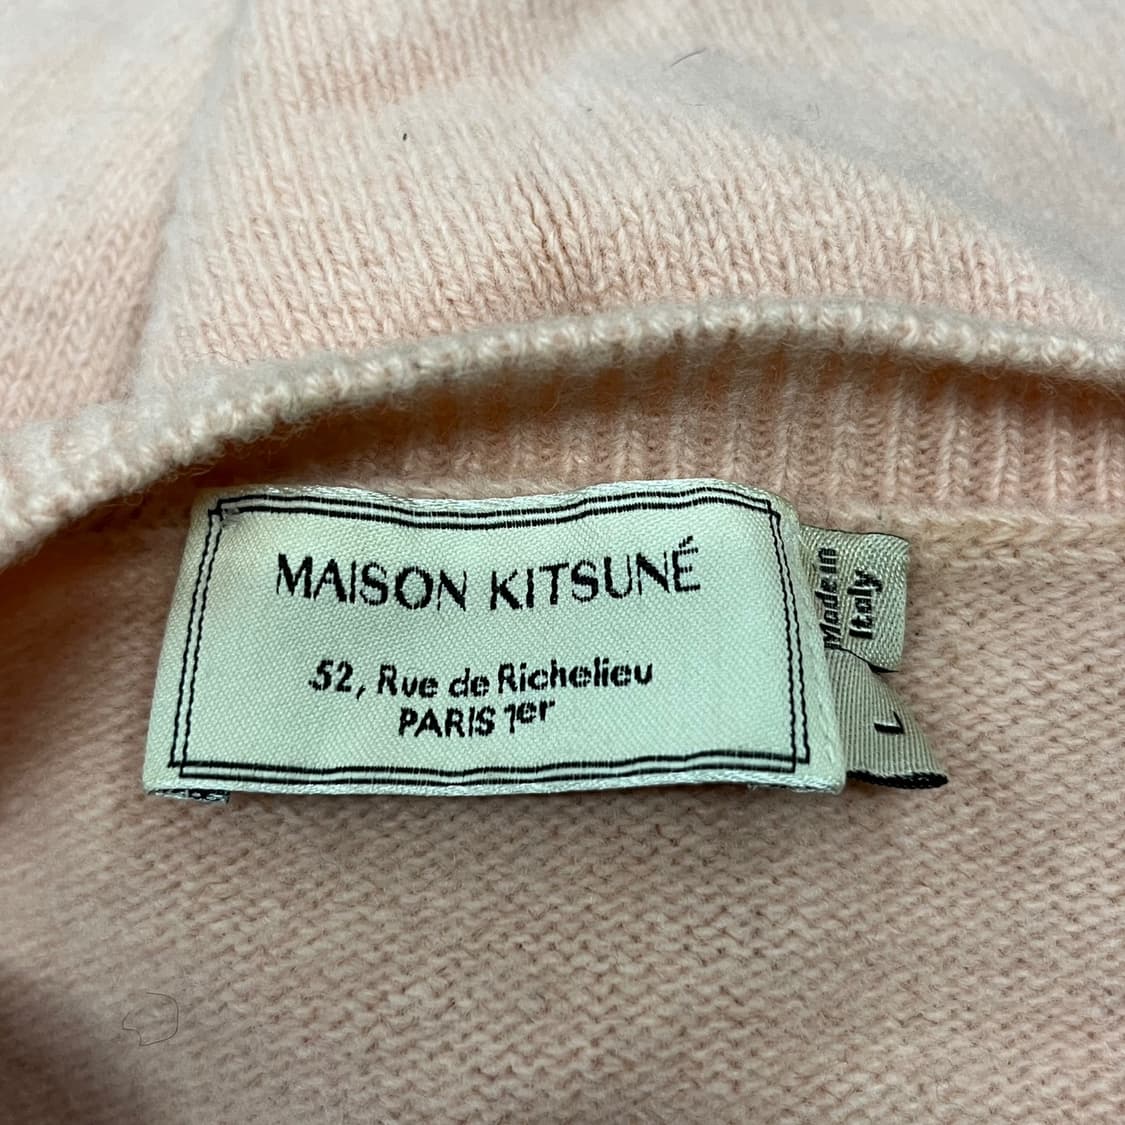 MAISON KITSUNÉ
52, Rue de Richelieu
PARIS 1er
Made in
Italy
L